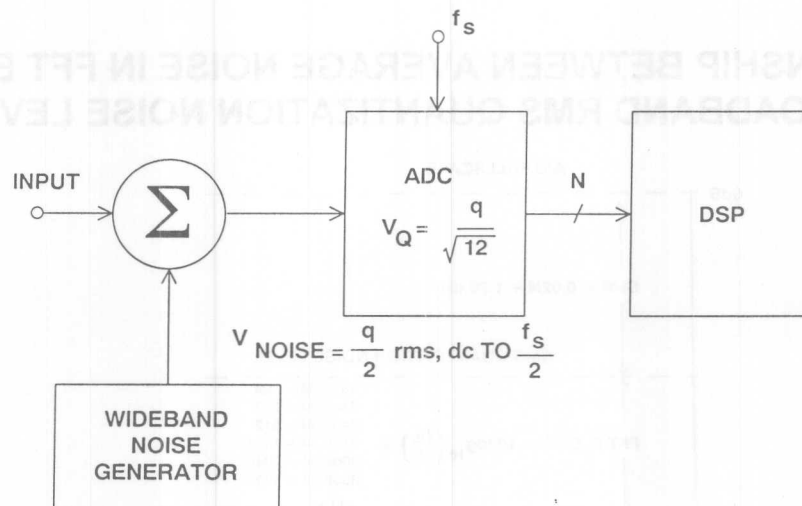 f_s
INPUT
Σ
ADC
V_Q = q/√12
N
DSP
V_NOISE = q/2 rms, dc TO f_s/2
WIDEBAND
NOISE
GENERATOR